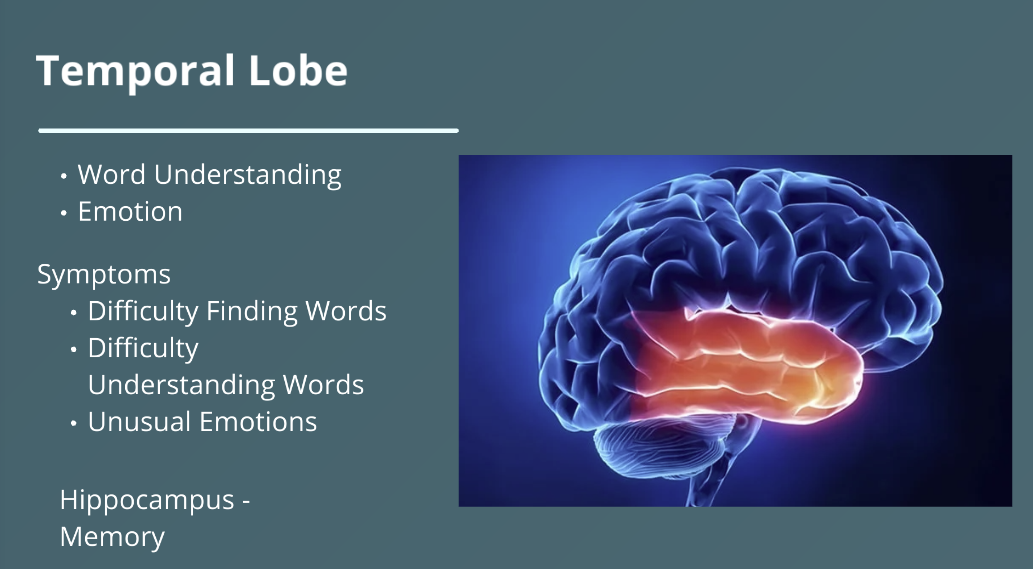 Temporal Lobe
• Word Understanding
• Emotion
Symptoms
• Difficulty Finding Words
• Difficulty
Understanding Words
• Unusual Emotions
Hippocampus -
Memory